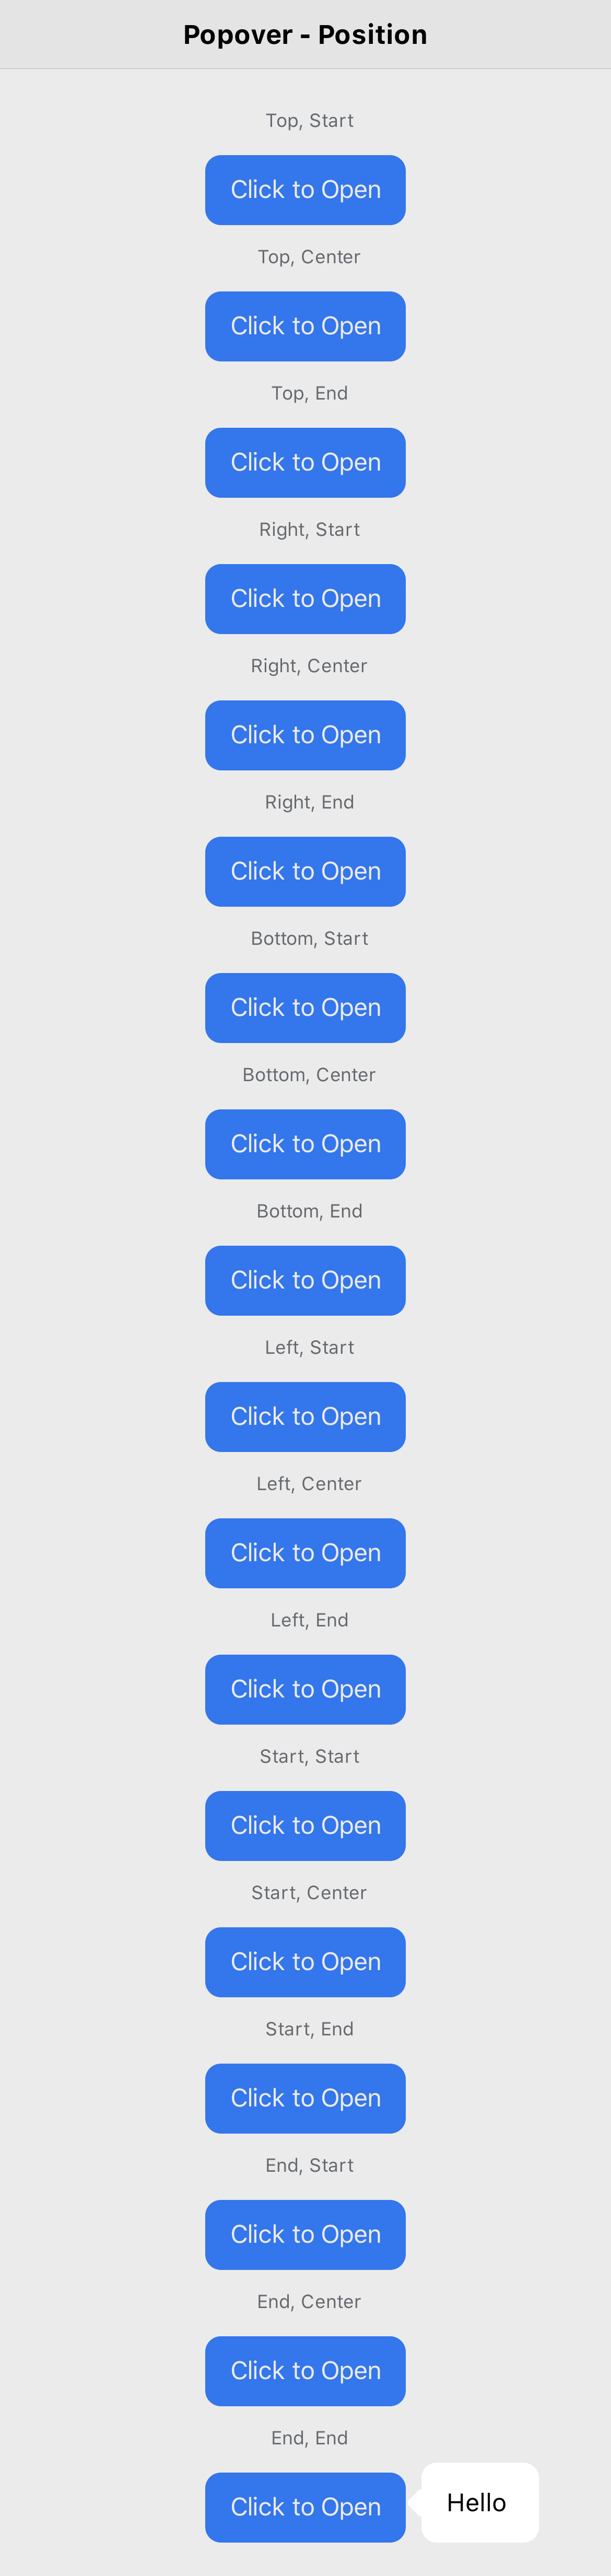 Popover - Position
Top, Start
Click to Open
Top, Center
Click to Open
Top, End
Click to Open
Right, Start
Click to Open
Right, Center
Click to Open
Right, End
Click to Open
Bottom, Start
Click to Open
Bottom, Center
Click to Open
Bottom, End
Click to Open
Left, Start
Click to Open
Left, Center
Click to Open
Left, End
Click to Open
Start, Start
Click to Open
Start, Center
Click to Open
Start, End
Click to Open
End, Start
Click to Open
End, Center
Click to Open
End, End
Click to Open
Hello